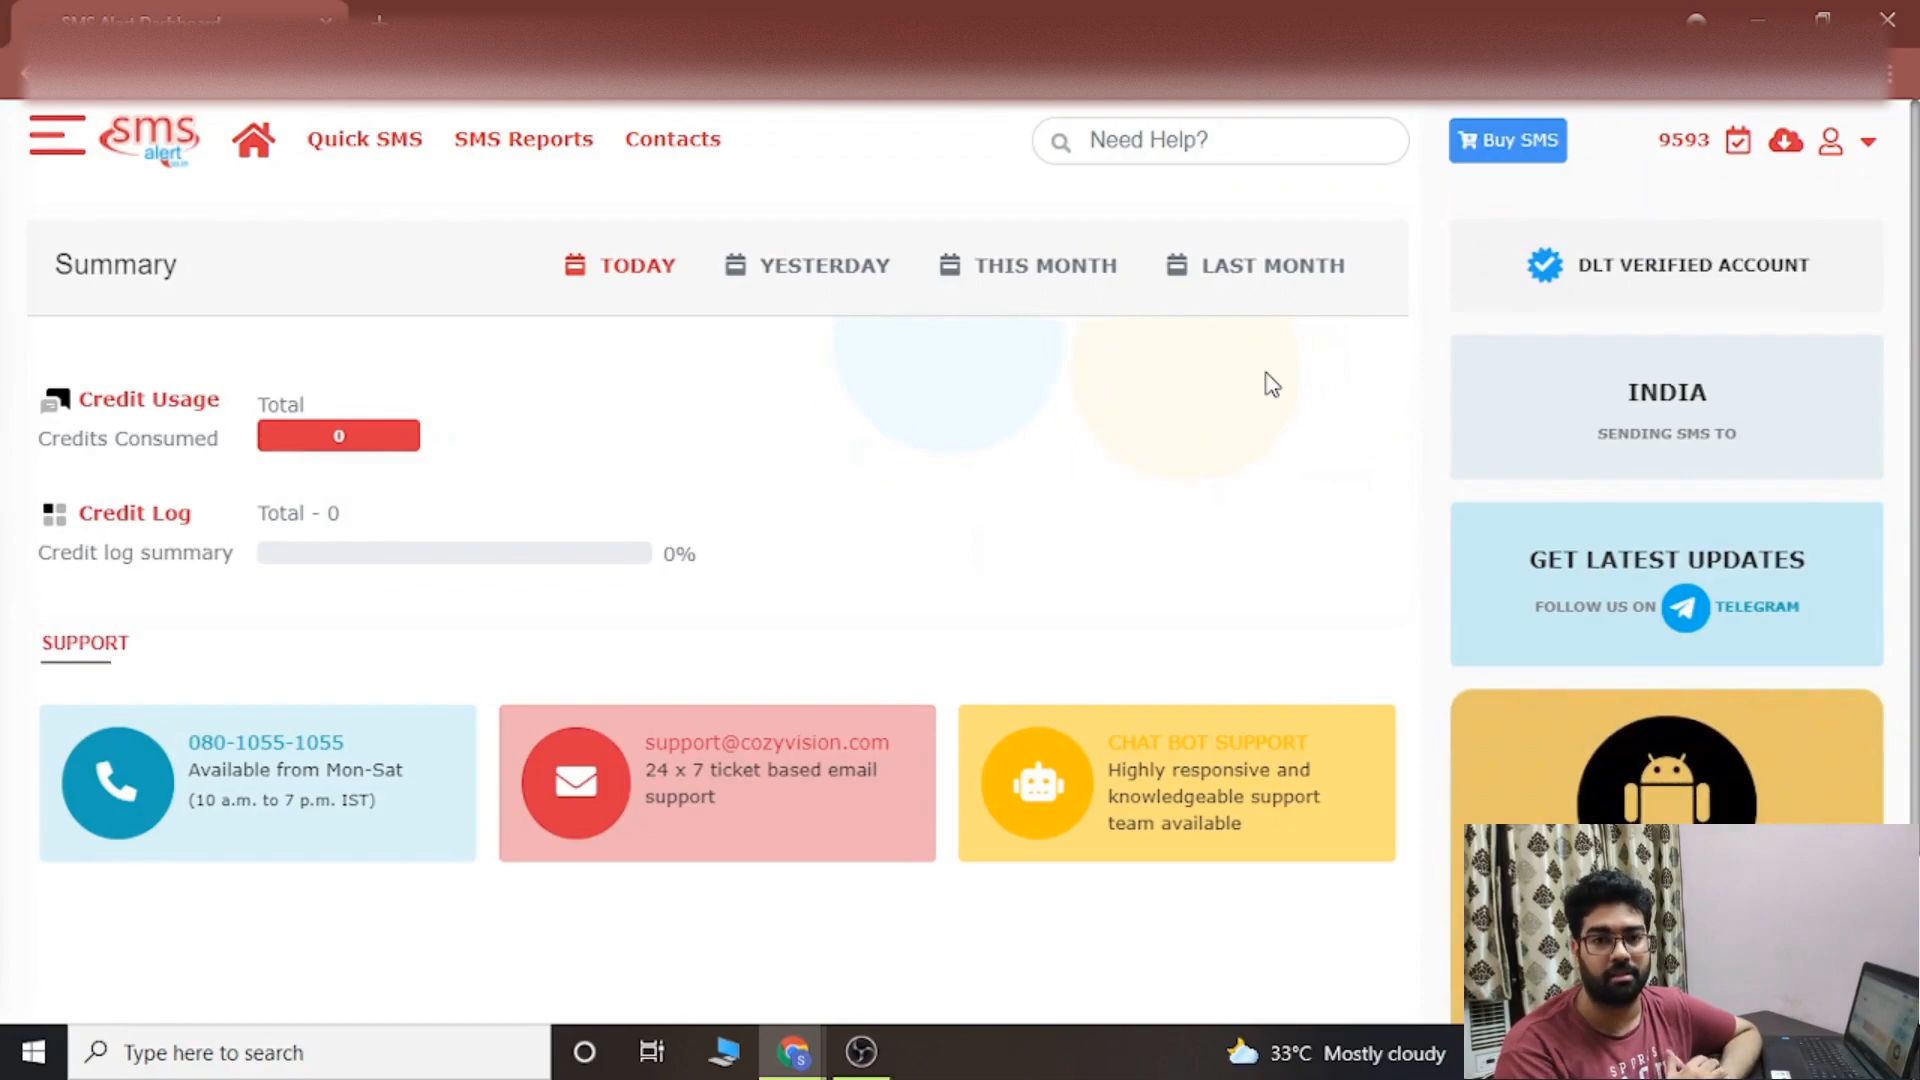 SMS Alert Dashboard
sms
alert
Quick SMS
SMS Reports
Contacts
Need Help?
Buy SMS
9593
Summary
TODAY
YESTERDAY
THIS MONTH
LAST MONTH
DLT VERIFIED ACCOUNT
Credit Usage
Credits Consumed
Total
0
Credit Log
Credit log summary
Total - 0
0%
INDIA
SENDING SMS TO
GET LATEST UPDATES
FOLLOW US ON TELEGRAM
SUPPORT
080-1055-1055
Available from Mon-Sat
(10 a.m. to 7 p.m. IST)
support@cozyvision.com
24 x 7 ticket based email
support
CHAT BOT SUPPORT
Highly responsive and
knowledgeable support
team available
Type here to search
33°C Mostly cloudy